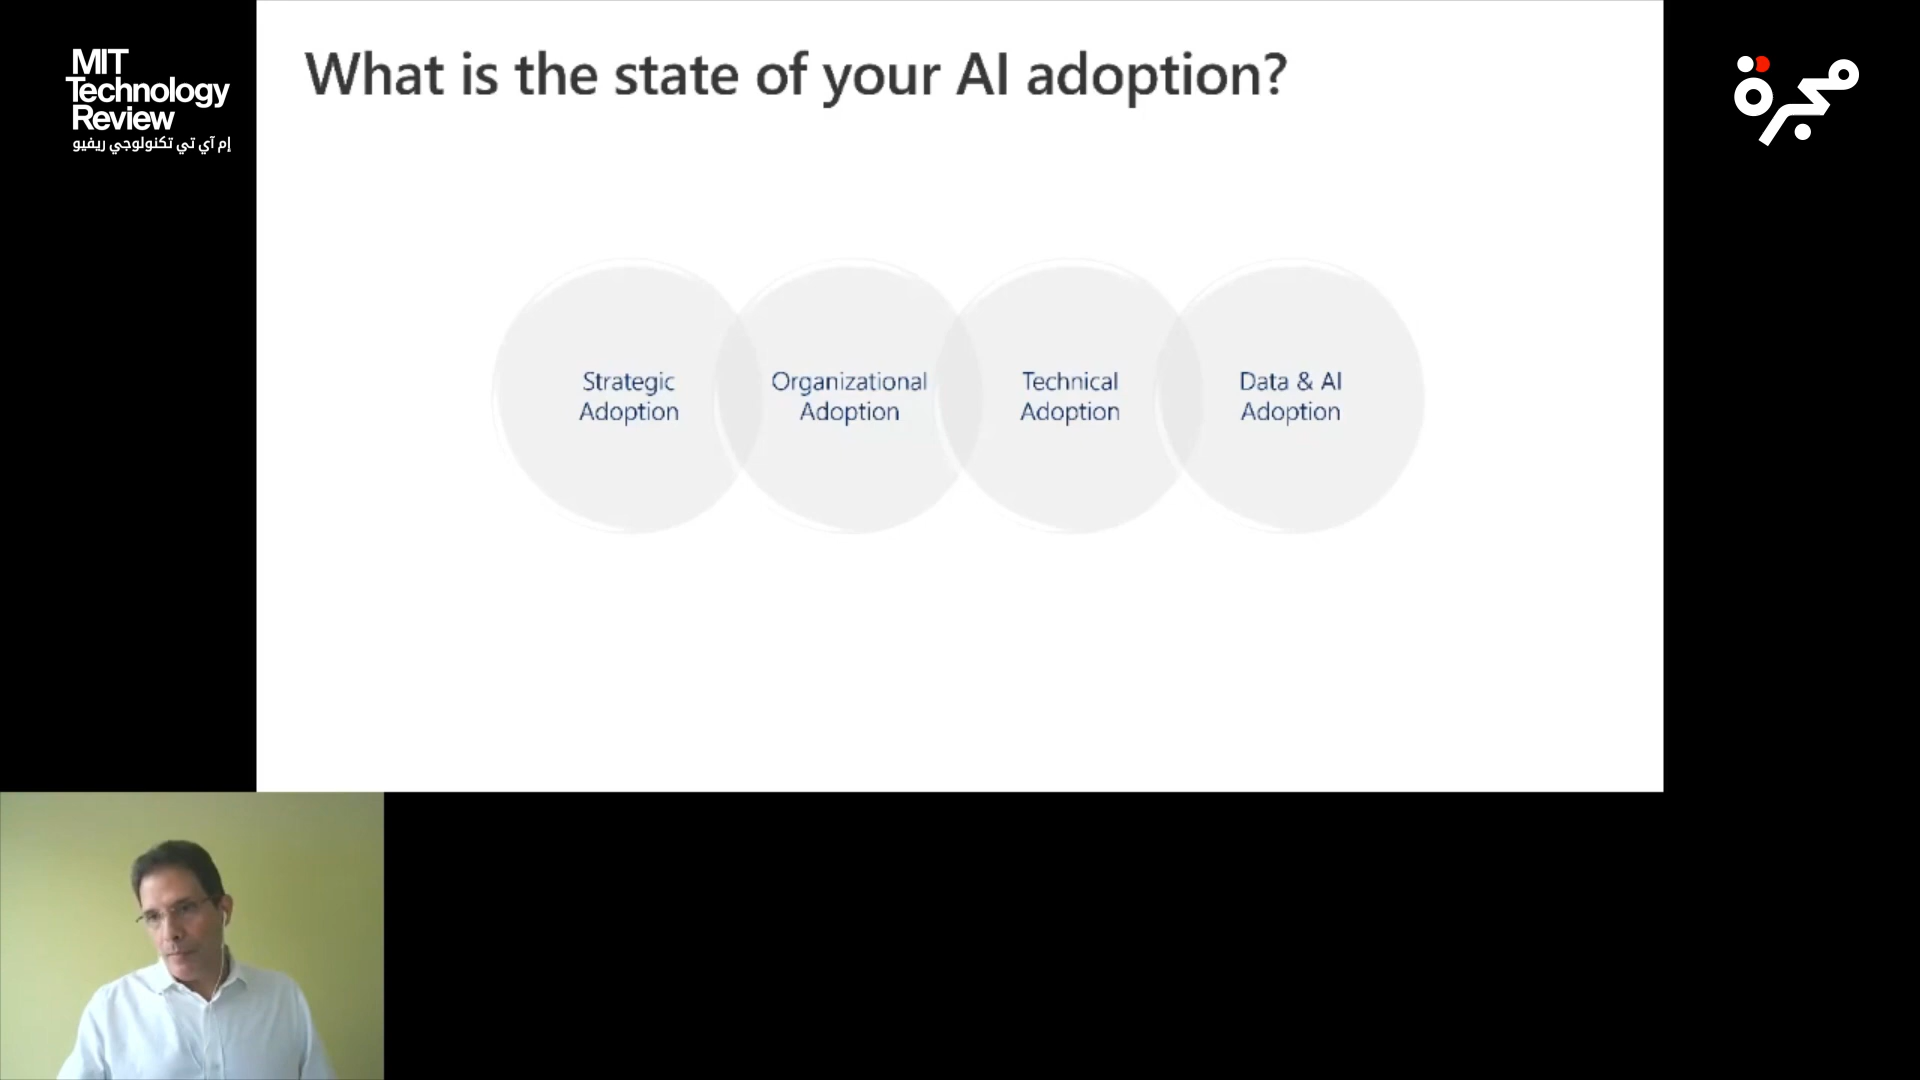 MIT
Technology
Review
إم آي تي تكنولوجي ريفيو
What is the state of your AI adoption?
مجرة
Strategic
Adoption
Organizational
Adoption
Technical
Adoption
Data & AI
Adoption